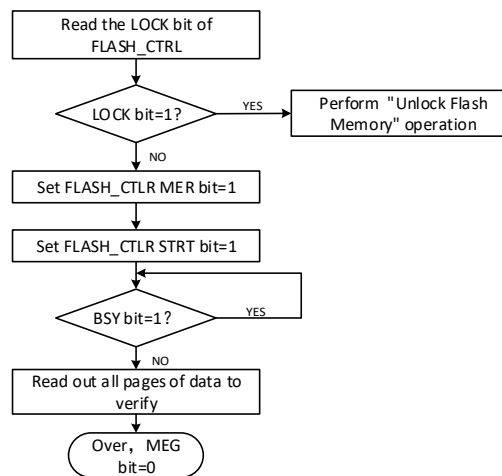 Read the LOCK bit of
FLASH_CTRL
LOCK bit=1?
YES
Perform "Unlock Flash
Memory" operation
NO
Set FLASH_CTLR MER bit=1
Set FLASH_CTLR STRT bit=1
BSY bit=1?
YES
NO
Read out all pages of data to
verify
Over，MEG
bit=0